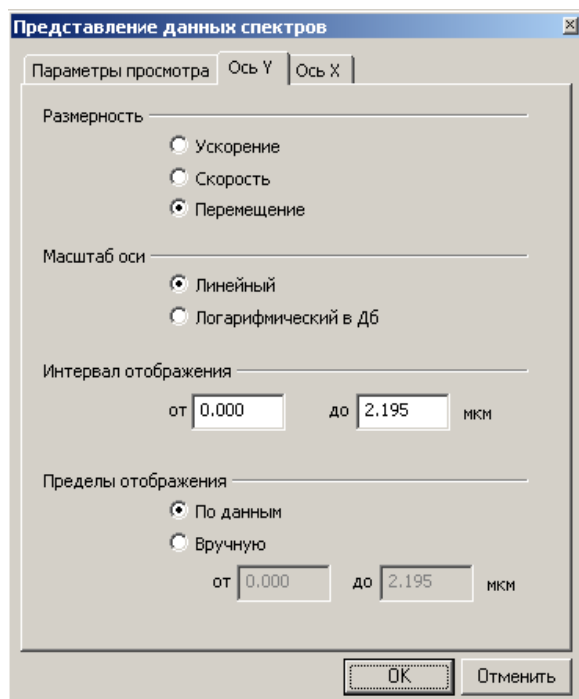 Представление данных спектров
Параметры просмотра Ось Y Ось X
Размерность
Ускорение
Скорость
Перемещение
Масштаб оси
Линейный
Логарифмический в Дб
Интервал отображения
от 0.000 до 2.195 мкм
Пределы отображения
По данным
Вручную
от 0.000 до 2.195 мкм
OK Отменить